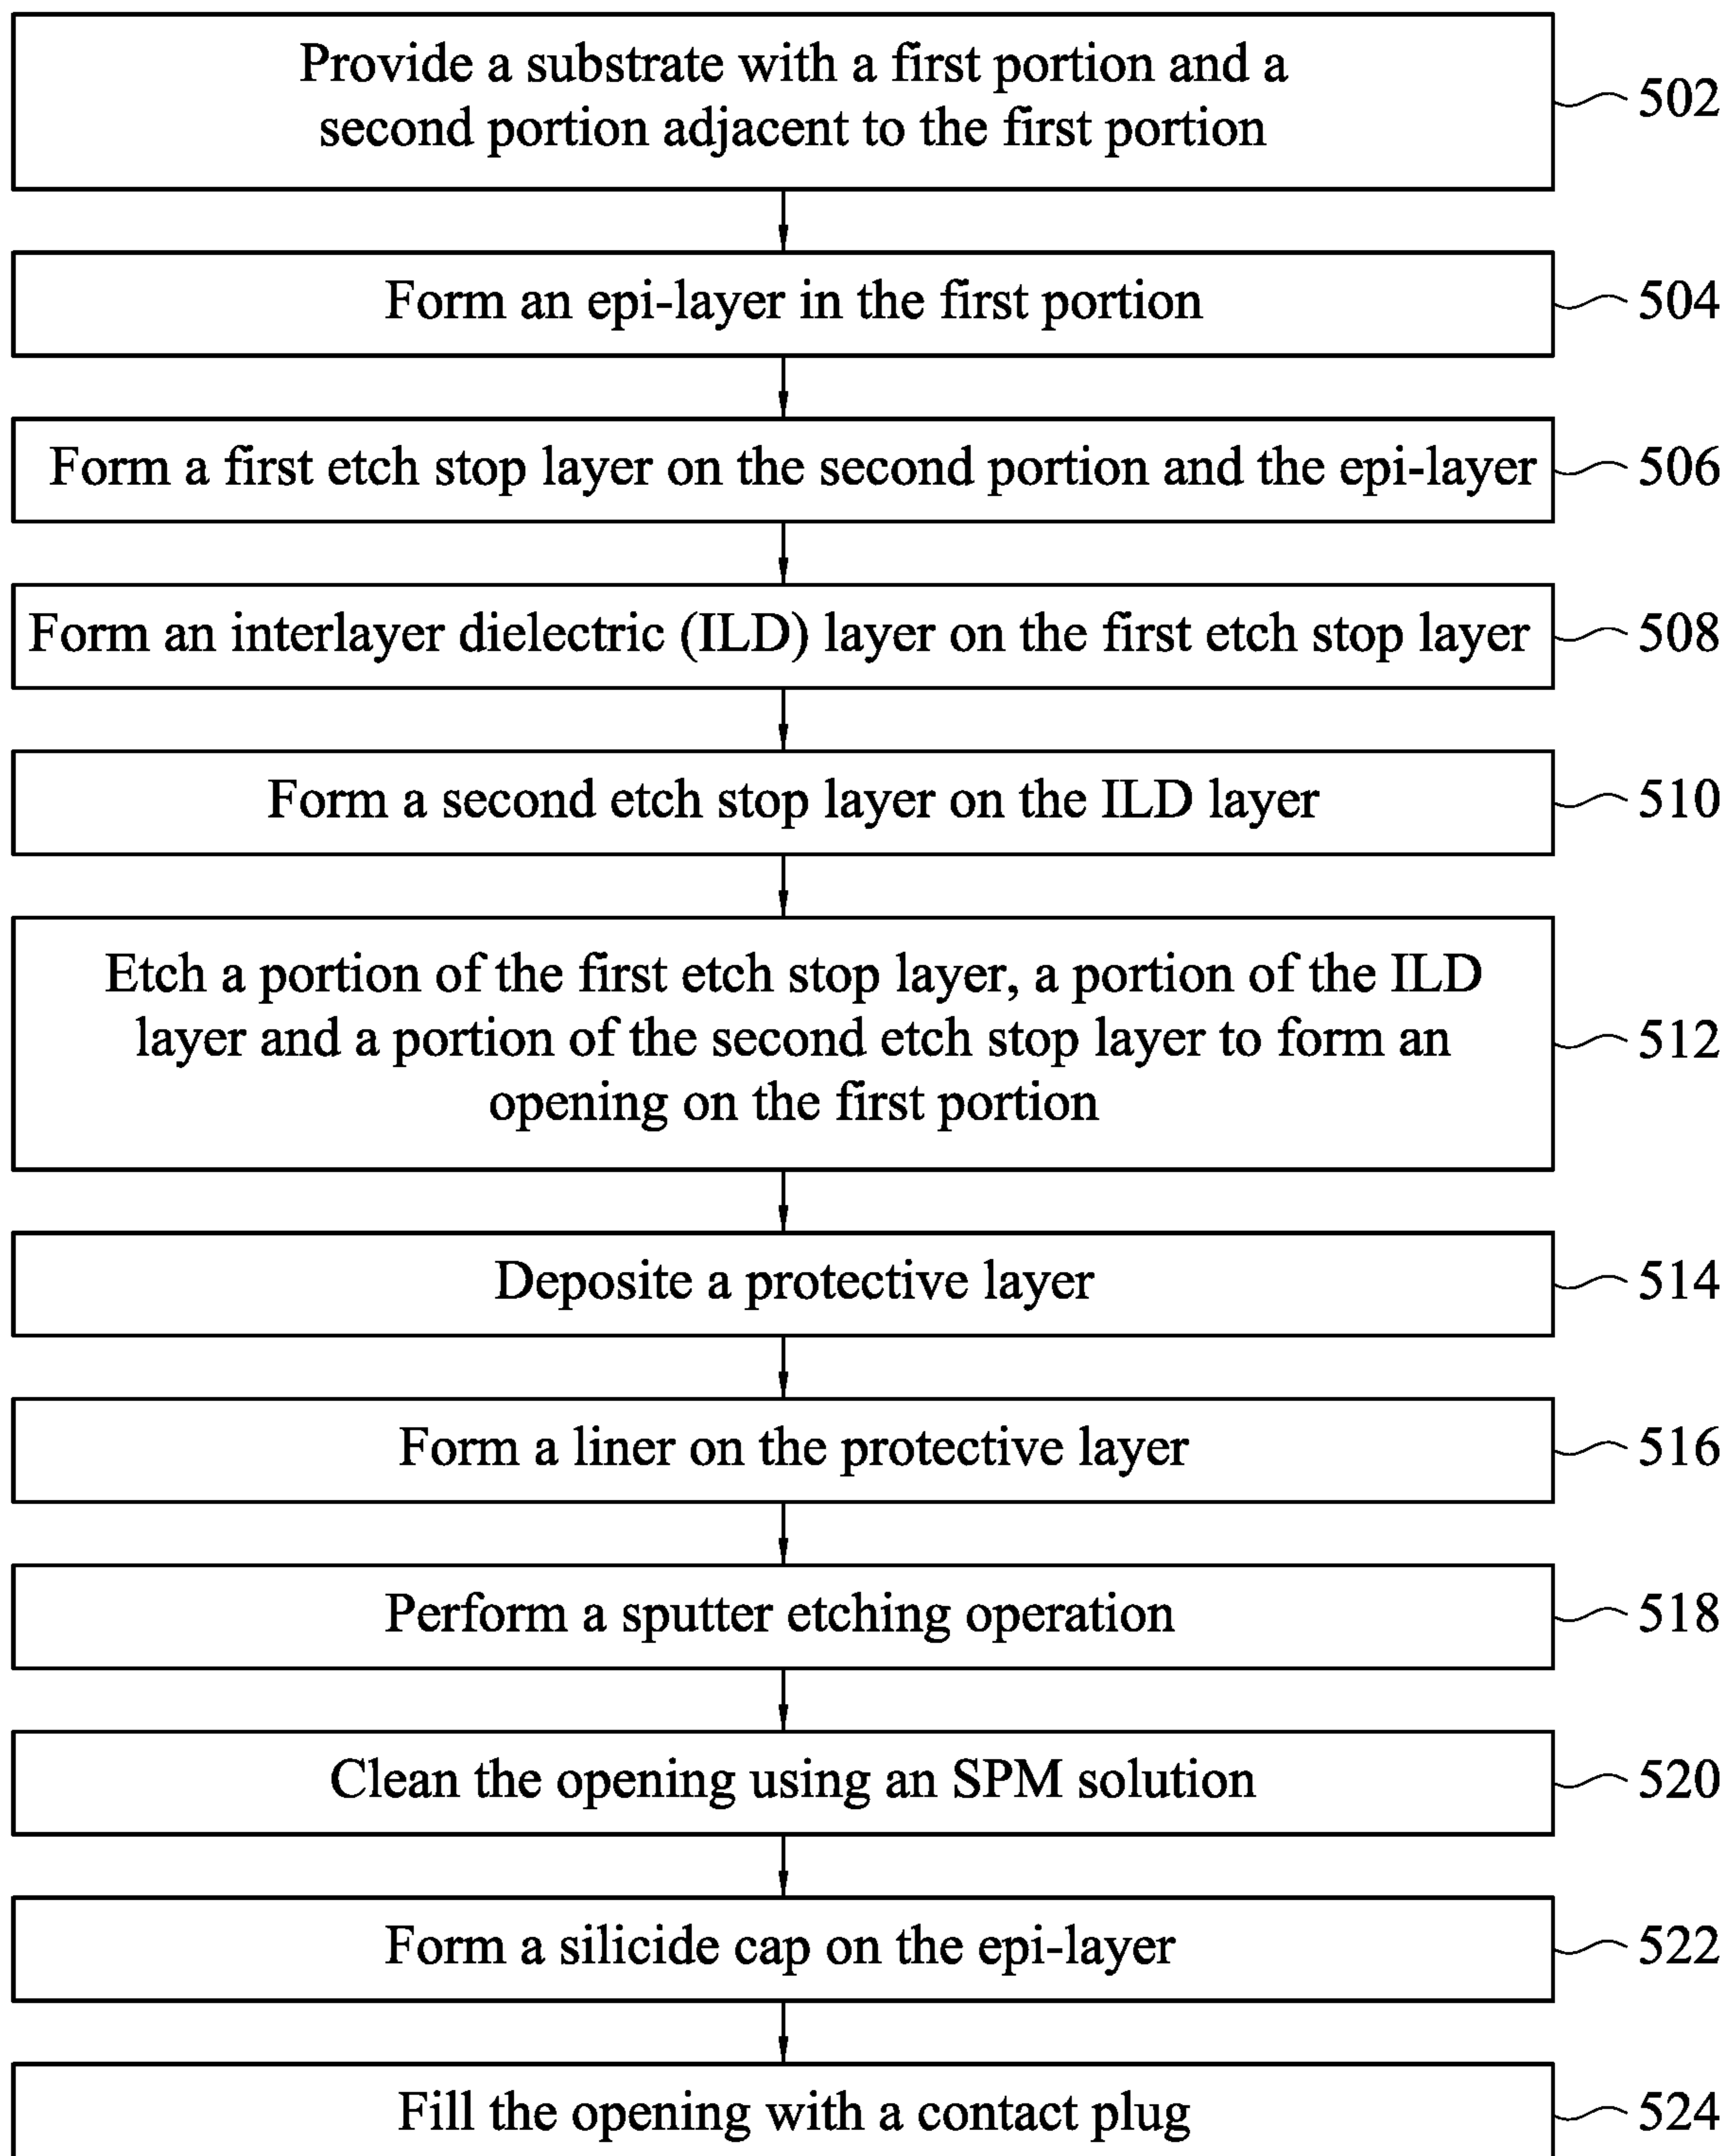 Provide a substrate with a first portion and a
second portion adjacent to the first portion
502
Form an epi-layer in the first portion
504
Form a first etch stop layer on the second portion and the epi-layer
506
Form an interlayer dielectric (ILD) layer on the first etch stop layer
508
Form a second etch stop layer on the ILD layer
510
Etch a portion of the first etch stop layer, a portion of the ILD
layer and a portion of the second etch stop layer to form an
opening on the first portion
512
Deposite a protective layer
514
Form a liner on the protective layer
516
Perform a sputter etching operation
518
Clean the opening using an SPM solution
520
Form a silicide cap on the epi-layer
522
Fill the opening with a contact plug
524